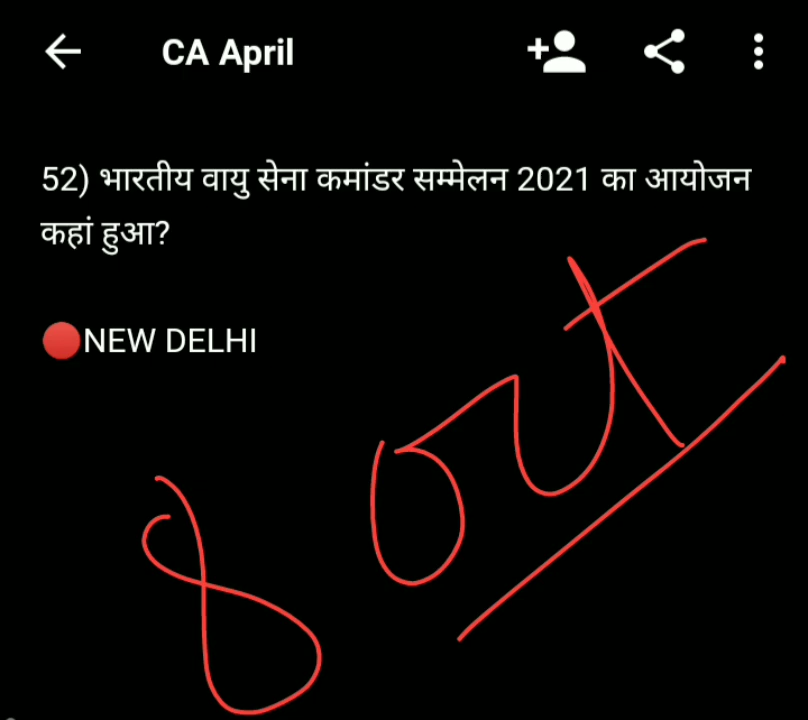 CA April
52) भारतीय वायु सेना कमांडर सम्मेलन 2021 का आयोजन
कहां हुआ?
🔴NEW DELHI
8 oct